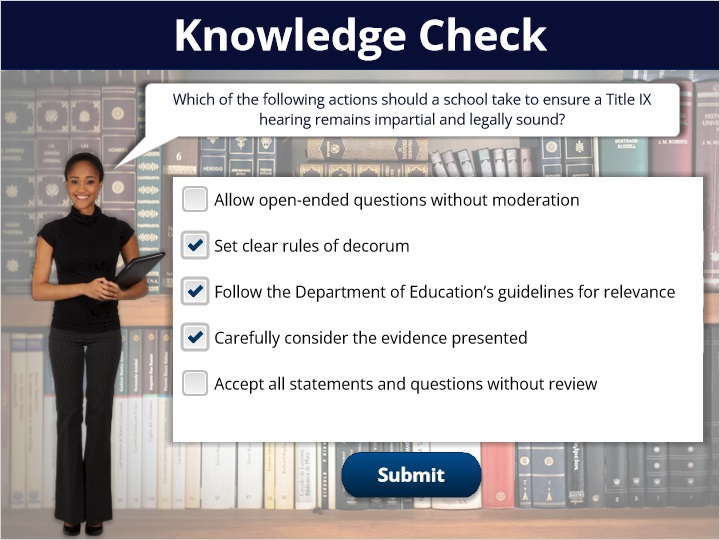 Knowledge Check
Which of the following actions should a school take to ensure a Title IX
hearing remains impartial and legally sound?
Allow open-ended questions without moderation
Set clear rules of decorum
Follow the Department of Education’s guidelines for relevance
Carefully consider the evidence presented
Accept all statements and questions without review
Submit